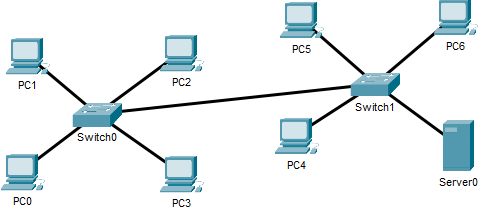 PC5
PC6
PC1
PC2
Switch1
Switch0
PC4
Server0
PC0
PC3